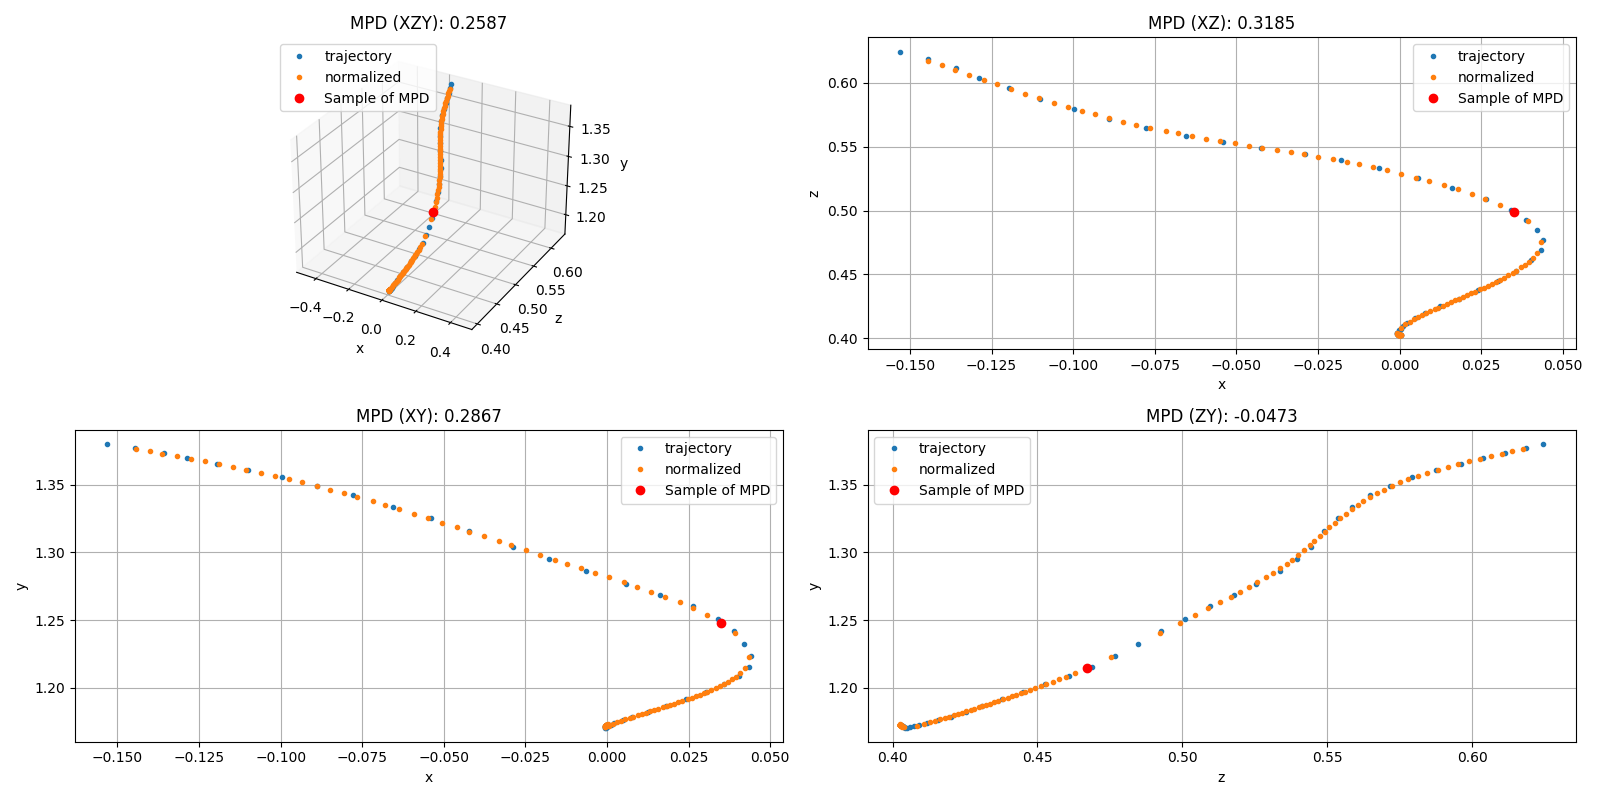 MPD (XZY): 0.2587
trajectory
normalized
Sample of MPD
1.35
1.30
1.25
1.20
y
0.60
0.55
0.50
0.45
0.40
z
−0.4
−0.2
0.0
0.2
0.4
x
MPD (XZ): 0.3185
trajectory
normalized
Sample of MPD
0.60
0.55
0.50
0.45
0.40
z
−0.150 −0.125 −0.100 −0.075 −0.050 −0.025 0.000 0.025 0.050
x
MPD (XY): 0.2867
trajectory
normalized
Sample of MPD
1.35
1.30
1.25
1.20
y
−0.150 −0.125 −0.100 −0.075 −0.050 −0.025 0.000 0.025 0.050
x
MPD (ZY): -0.0473
trajectory
normalized
Sample of MPD
1.35
1.30
1.25
1.20
y
0.40 0.45 0.50 0.55 0.60
z